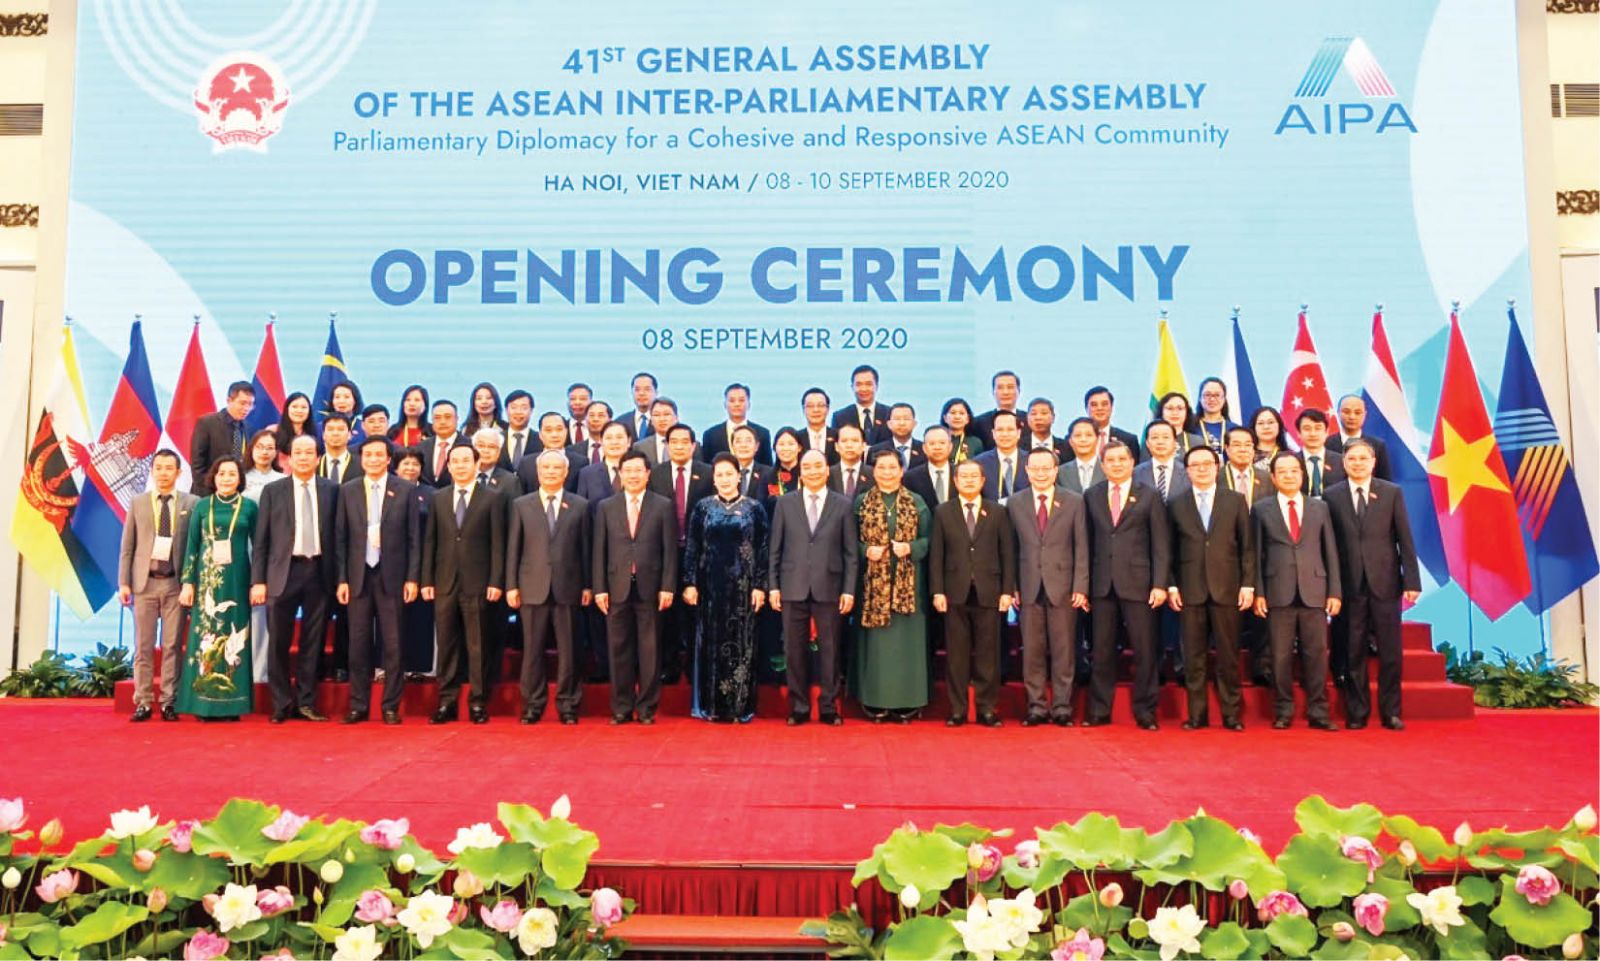 41ST GENERAL ASSEMBLY
OF THE ASEAN INTER-PARLIAMENTARY ASSEMBLY
Parliamentary Diplomacy for a Cohesive and Responsive ASEAN Community
HA NOI, VIET NAM / 08 - 10 SEPTEMBER 2020
AIPA
OPENING CEREMONY
08 SEPTEMBER 2020